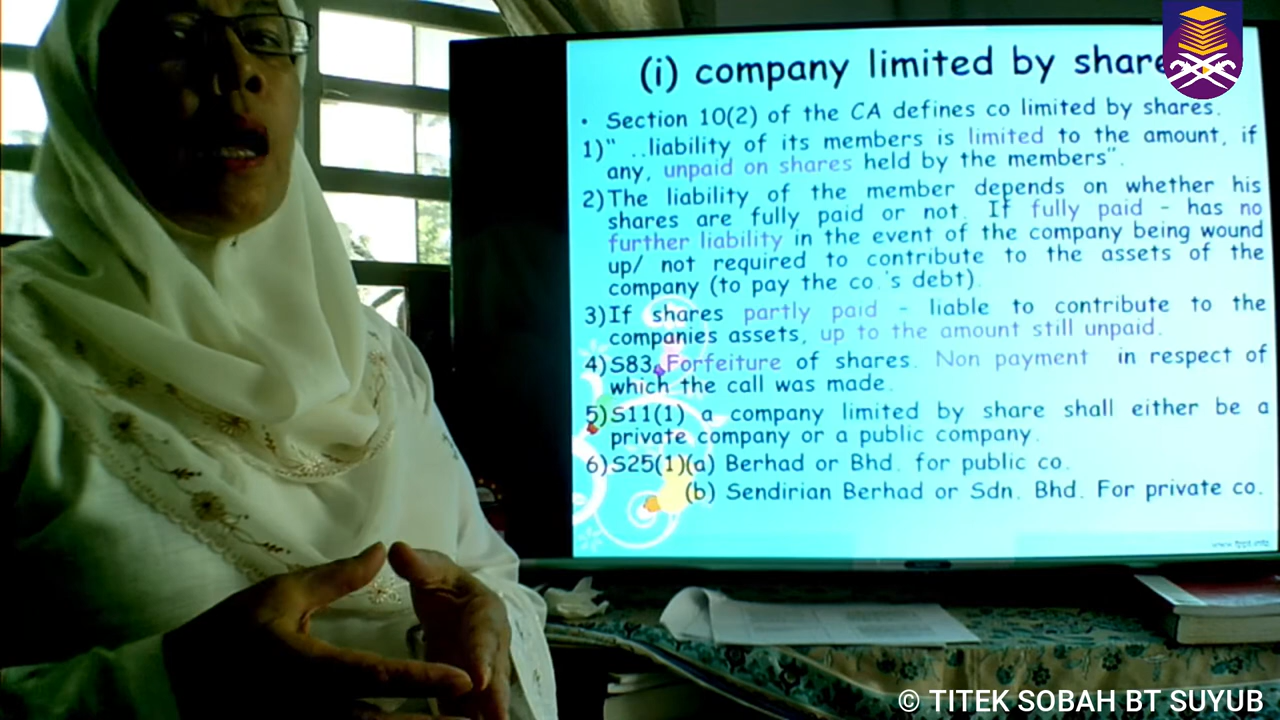 (i) company limited by share
• Section 10(2) of the CA defines co limited by shares.
1)“ ..liability of its members is limited to the amount, if
any, unpaid on shares held by the members”.
2)The liability of the member depends on whether his
shares are fully paid or not. If fully paid – has no
further liability in the event of the company being wound
up/ not required to contribute to the assets of the
company (to pay the co.'s debt).
3)If shares partly paid – liable to contribute to the
companies assets, up to the amount still unpaid.
4)S83. Forfeiture of shares. Non payment in respect of
which the call was made.
5)S11(1) a company limited by share shall either be a
private company or a public company.
6)S25(1)(a) Berhad or Bhd. for public co.
(b) Sendirian Berhad or Sdn. Bhd. For private co.
© TITEK SOBAH BT SUYUB